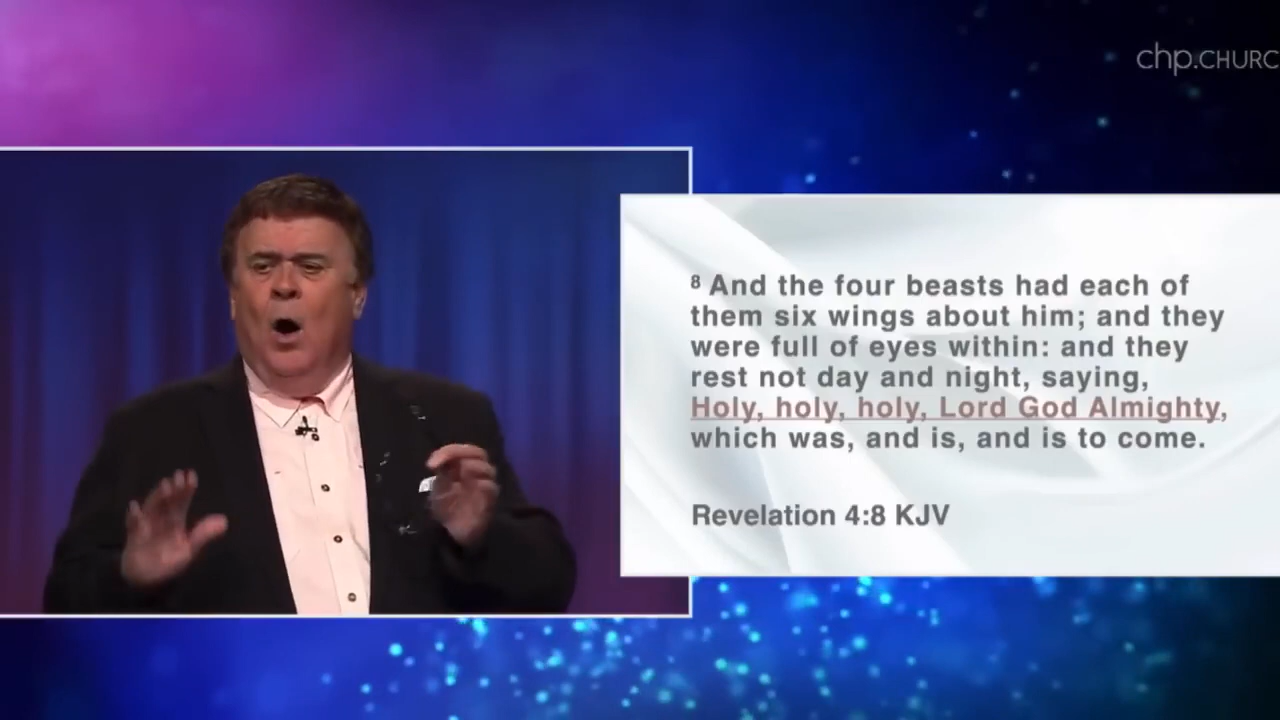 chp.CHURC
8 And the four beasts had each of
them six wings about him; and they
were full of eyes within: and they
rest not day and night, saying,
Holy, holy, holy, Lord God Almighty,
which was, and is, and is to come.
Revelation 4:8 KJV